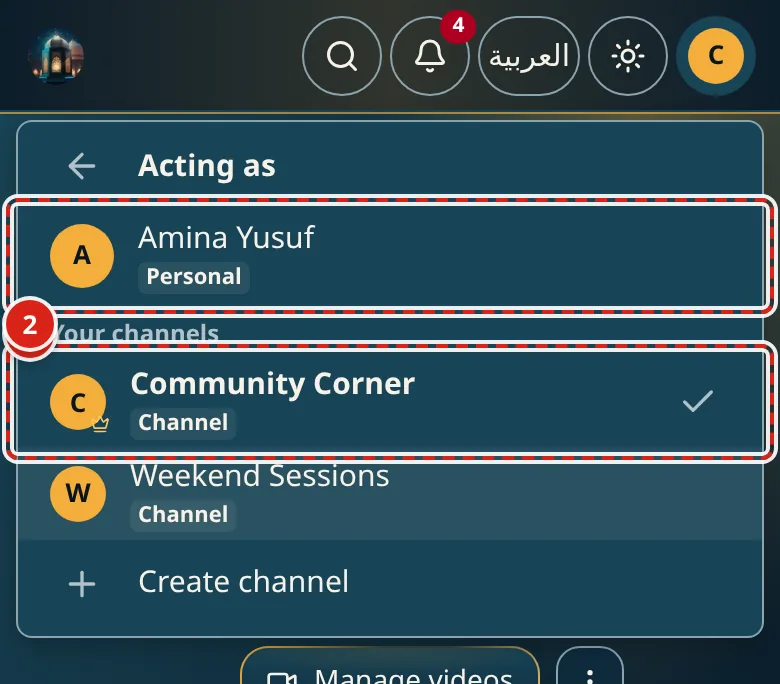 4
العربية
C
Acting as
A
Amina Yusuf
Personal
2
Your channels
C
Community Corner
Channel
W
Weekend Sessions
Channel
Create channel
Manage videos